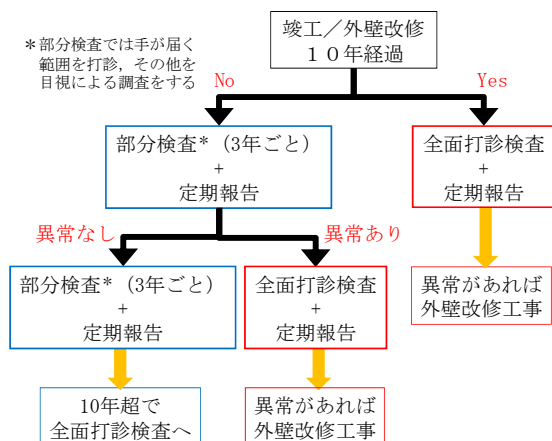 竣工／外壁改修
１０年経過
＊部分検査では手が届く
範囲を打診，その他を
目視による調査をする
No
Yes
部分検査*（3年ごと）
+
定期報告
全面打診検査
+
定期報告
異常なし
異常あり
部分検査*（3年ごと）
+
定期報告
全面打診検査
+
定期報告
異常があれば
外壁改修工事
10年超で
全面打診検査へ
異常があれば
外壁改修工事